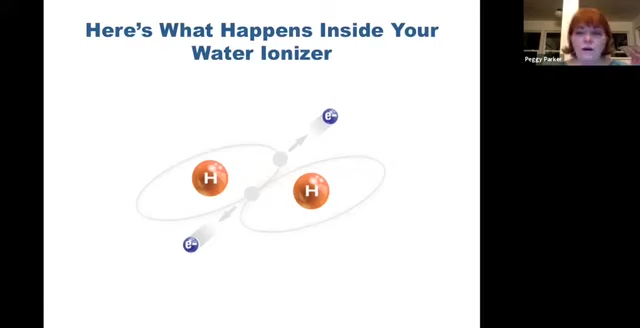 Here's What Happens Inside Your
Water Ionizer
Peggy Parker
e-
H
H
e-